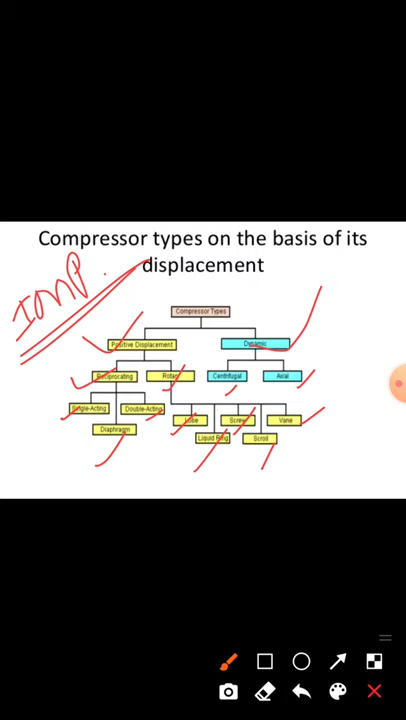 Compressor types on the basis of its
displacement
IMP.
Compressor Types
Positive Displacement
Dynamic
Reciprocating
Rotary
Centrifugal
Axial
Single-Acting
Double-Acting
Lobe
Screw
Vane
Diaphragm
Liquid Ring
Scroll